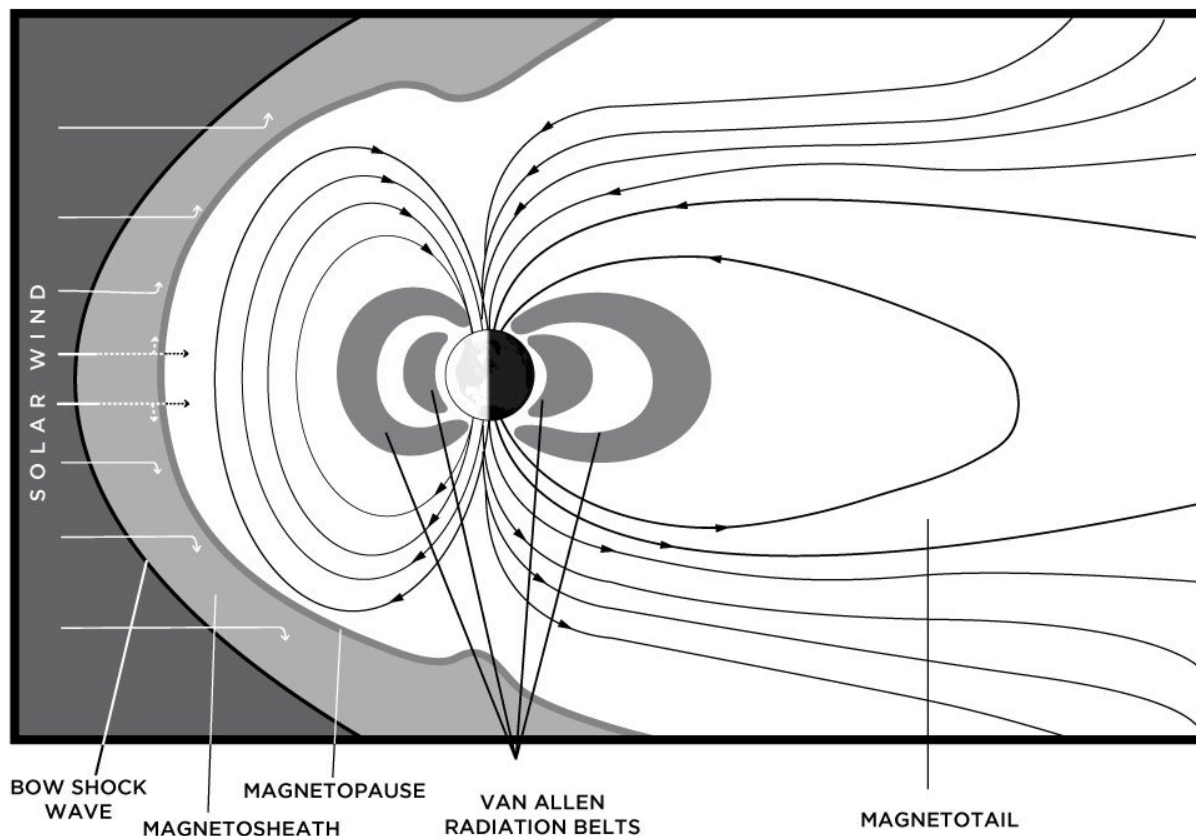 SOLAR WIND
BOW SHOCK
WAVE
MAGNETOSHEATH
MAGNETOPAUSE
VAN ALLEN
RADIATION BELTS
MAGNETOTAIL